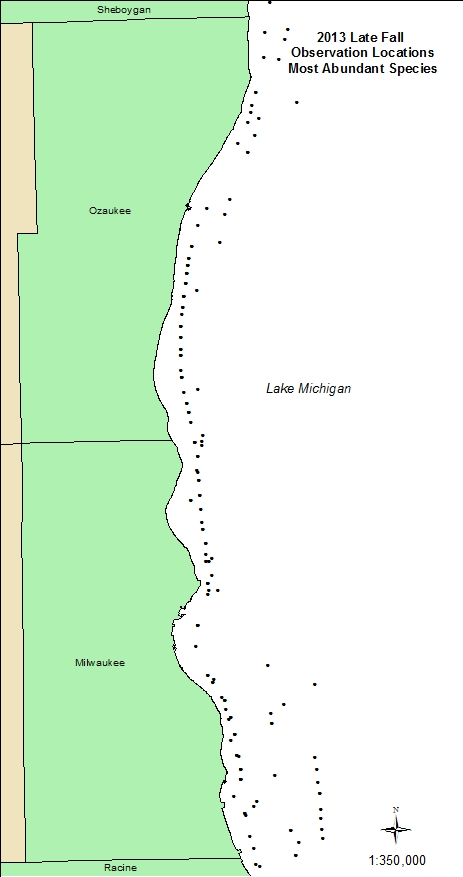 Sheboygan
2013 Late Fall
Observation Locations
Most Abundant Species
Ozaukee
Lake Michigan
Milwaukee
N
1:350,000
Racine